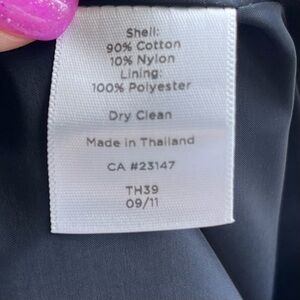 Shell:
90% Cotton
10% Nylon
Lining:
100% Polyester
Dry Clean
Made in Thailand
CA #23147
TH39
09/11